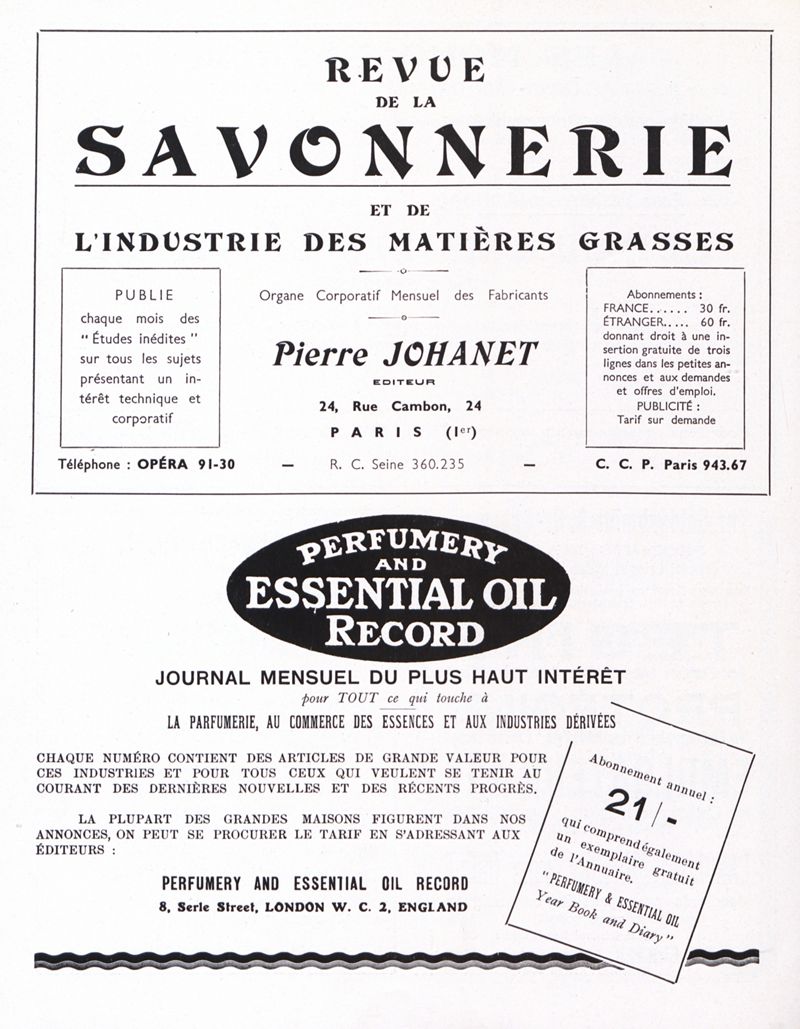 REVUE
DE LA
SAVONNERIE
ET DE
L'INDUSTRIE DES MATIÈRES GRASSES
PUBLIE
chaque mois des
"Études inédites"
sur tous les sujets
présentant un in-
térêt technique et
corporatif
Organe Corporatif Mensuel des Fabricants
Pierre JOHANET
EDITEUR
24, Rue Cambon, 24
PARIS (Ier)
Abonnements :
FRANCE...... 30 fr.
ÉTRANGER..... 60 fr.
donnant droit à une in-
sertion gratuite de trois
lignes dans les petites an-
nonces et aux demandes
et offres d'emploi.
PUBLICITÉ :
Tarif sur demande
Téléphone : OPÉRA 91-30 — R. C. Seine 360.235 — C. C. P. Paris 943.67
PERFUMERY
AND
ESSENTIAL OIL
RECORD
JOURNAL MENSUEL DU PLUS HAUT INTÉRÊT
pour TOUT ce qui touche à
LA PARFUMERIE, AU COMMERCE DES ESSENCES ET AUX INDUSTRIES DÉRIVÉES
CHAQUE NUMÉRO CONTIENT DES ARTICLES DE GRANDE VALEUR POUR
CES INDUSTRIES ET POUR TOUS CEUX QUI VEULENT SE TENIR AU
COURANT DES DERNIÈRES NOUVELLES ET DES RÉCENTS PROGRÈS.
LA PLUPART DES GRANDES MAISONS FIGURENT DANS NOS
ANNONCES, ON PEUT SE PROCURER LE TARIF EN S'ADRESSANT AUX
ÉDITEURS :
PERFUMERY AND ESSENTIAL OIL RECORD
8, Serle Street, LONDON W. C. 2, ENGLAND
Abonnement annuel :
21/-
qui comprend également
un exemplaire gratuit
de l'Annuaire.
"PERFUMERY & ESSENTIAL OIL
Year Book and Diary"